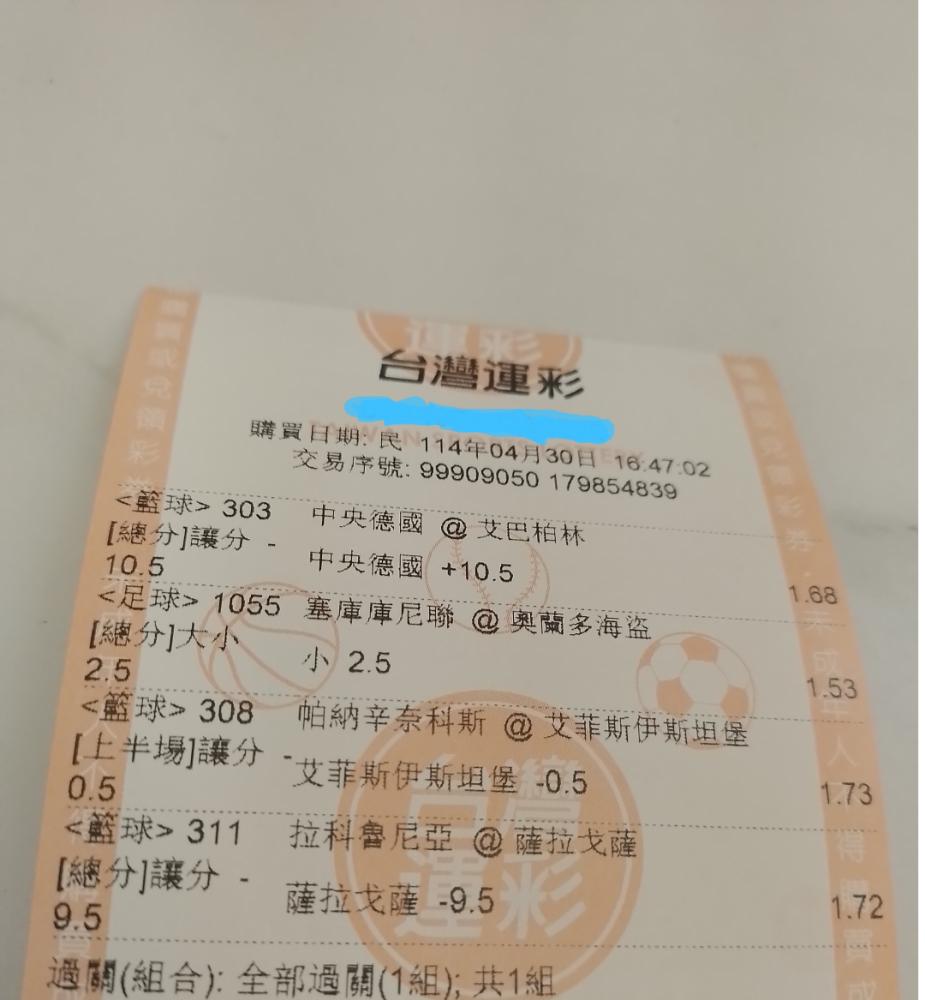 運彩
台灣運彩
購買日期: 民 114年04月30日 16:47:02
交易序號: 99909050 179854839
<籃球> 303 中央德國 @ 艾巴柏林
[總分]讓分 -
10.5 中央德國 +10.5 1.68
<足球> 1055 塞庫庫尼聯 @ 奧蘭多海盜
[總分]大小
2.5 小 2.5 1.53
<籃球> 308 帕納辛奈科斯 @ 艾菲斯伊斯坦堡
[上半場]讓分 -
0.5 艾菲斯伊斯坦堡 -0.5 1.73
<籃球> 311 拉科魯尼亞 @ 薩拉戈薩
[總分]讓分 -
9.5 薩拉戈薩 -9.5 1.72
過關(組合): 全部過關(1組); 共1組
台灣
運彩